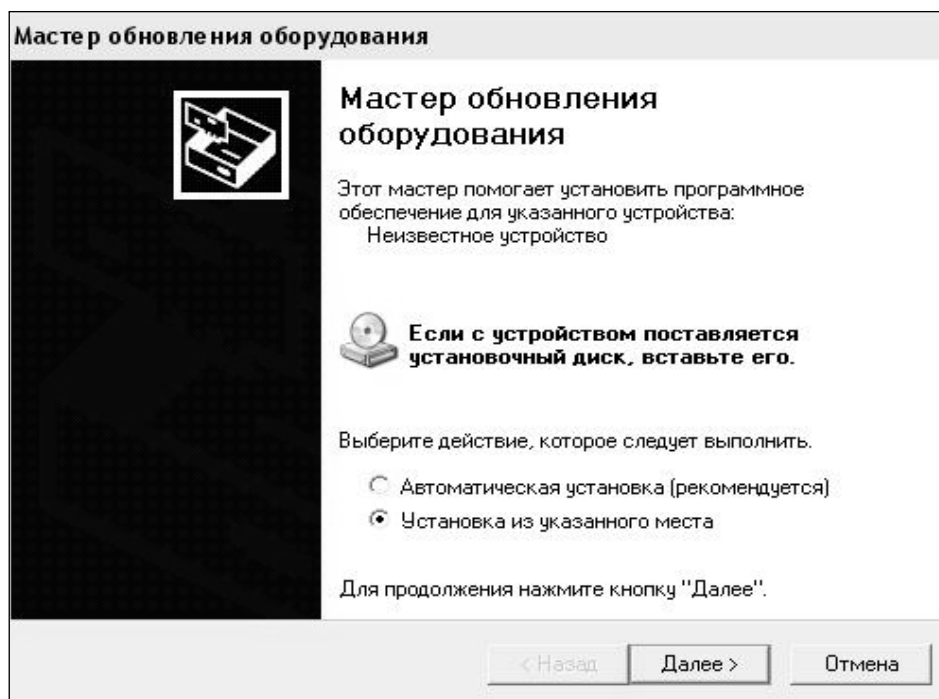 Мастер обновления оборудования
Мастер обновления
оборудования
Этот мастер помогает установить программное
обеспечение для указанного устройства:
Неизвестное устройство
Если с устройством поставляется
установочный диск, вставьте его.
Выберите действие, которое следует выполнить.
Автоматическая установка (рекомендуется)
Установка из указанного места
Для продолжения нажмите кнопку "Далее".
< Назад
Далее >
Отмена